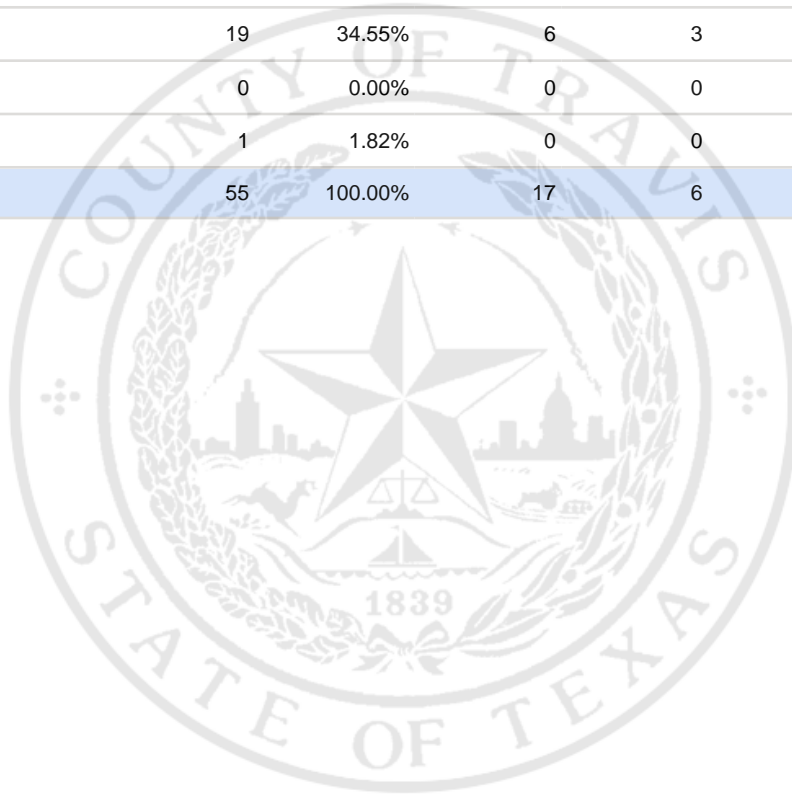 19 34.55% 6 3
0 0.00% 0 0
1 1.82% 0 0
55 100.00% 17 6
COUNTY OF TRAVIS
1839
STATE OF TEXAS